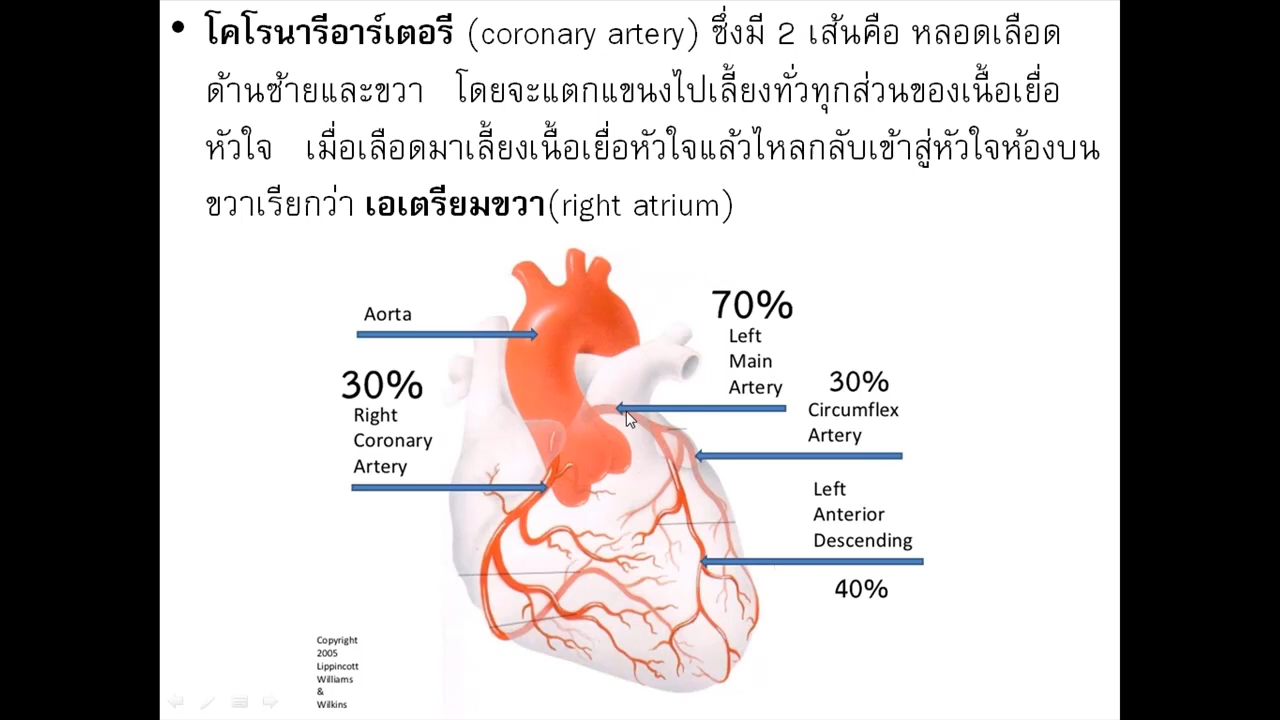 • โคโรนารีอาร์เตอรี (coronary artery) ซึ่งมี 2 เส้นคือ หลอดเลือด
ด้านซ้ายและขวา โดยจะแตกแขนงไปเลี้ยงทั่วทุกส่วนของเนื้อเยื่อ
หัวใจ เมื่อเลือดมาเลี้ยงเนื้อเยื่อหัวใจแล้วไหลกลับเข้าสู่หัวใจห้องบน
ขวาเรียกว่า เอเตรียมขวา(right atrium)
Aorta
30%
Right
Coronary
Artery
70%
Left
Main
Artery
30%
Circumflex
Artery
Left
Anterior
Descending
40%
Copyright
2005
Lippincott
Williams
&
Wilkins